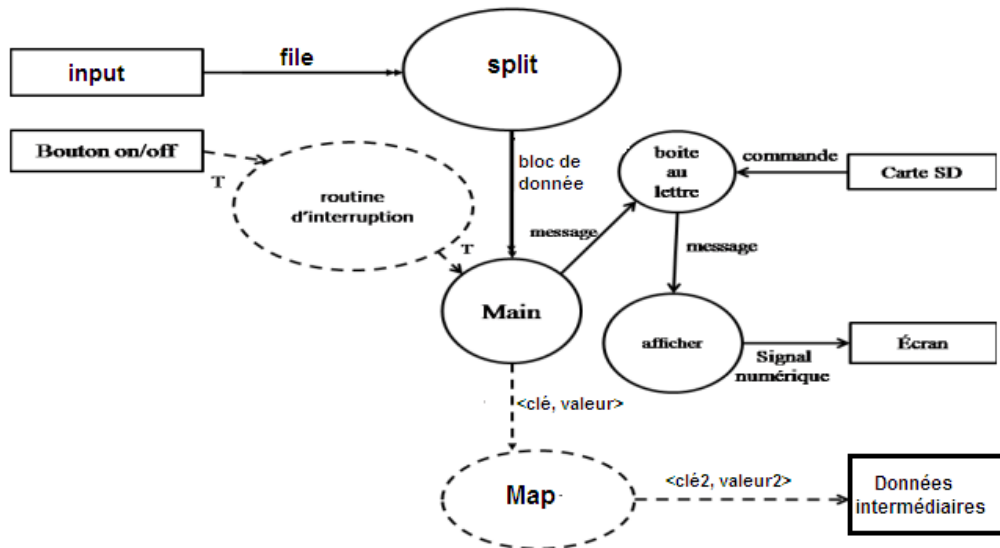 input
file
split
Bouton on/off
T
routine
d'interruption
T
bloc de
donnée
boite
au
lettre
commande
Carte SD
message
message
Main
afficher
Signal
numérique
Écran
<clé, valeur>
Map
<clé2, valeur2>
Données
intermédiaires